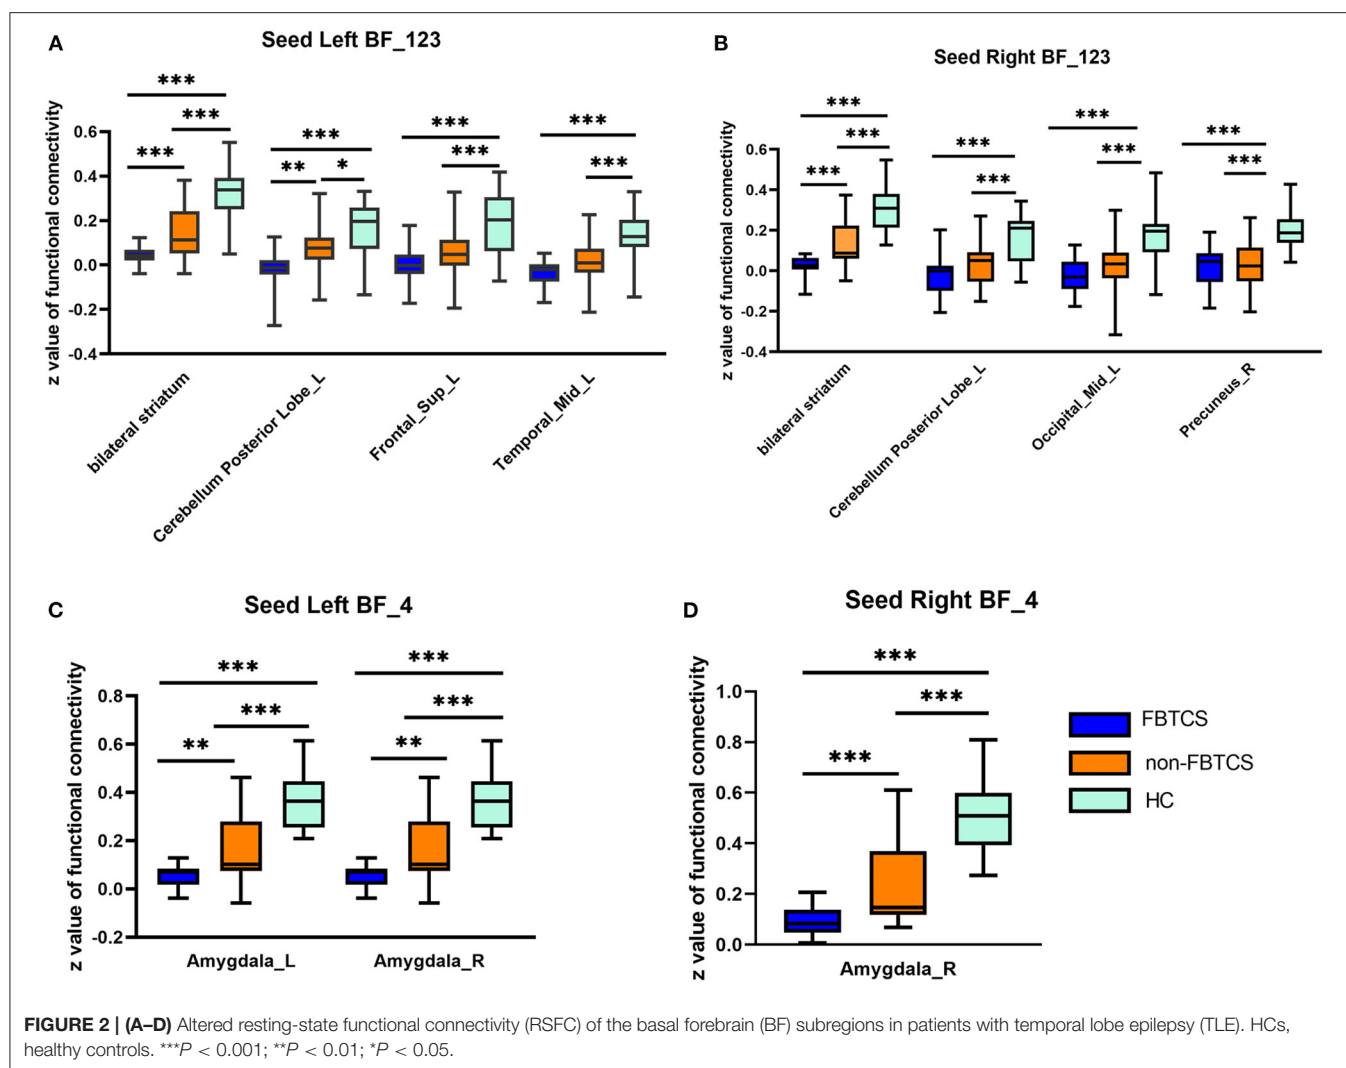 A
Seed Left BF_123
z value of functional connectivity
0.6
0.4
0.2
0.0
-0.2
-0.4
***
***
***
***
**
*
***
***
***
***
bilateral striatum
Cerebellum Posterior Lobe_L
Frontal_Sup_L
Temporal_Mid_L
B
Seed Right BF_123
z value of functional connectivity
0.6
0.4
0.2
0.0
-0.2
-0.4
***
***
***
***
***
***
***
***
***
bilateral striatum
Cerebellum Posterior Lobe_L
Occipital_Mid_L
Precuneus_R
C
Seed Left BF_4
z value of functional connectivity
0.8
0.6
0.4
0.2
0.0
-0.2
***
***
**
***
***
**
Amygdala_L
Amygdala_R
D
Seed Right BF_4
z value of functional connectivity
1.0
0.8
0.6
0.4
0.2
0.0
***
***
***
Amygdala_R
FBTCS
non-FBTCS
HC
FIGURE 2 | (A–D) Altered resting-state functional connectivity (RSFC) of the basal forebrain (BF) subregions in patients with temporal lobe epilepsy (TLE). HCs,
healthy controls. ***P < 0.001; **P < 0.01; *P < 0.05.